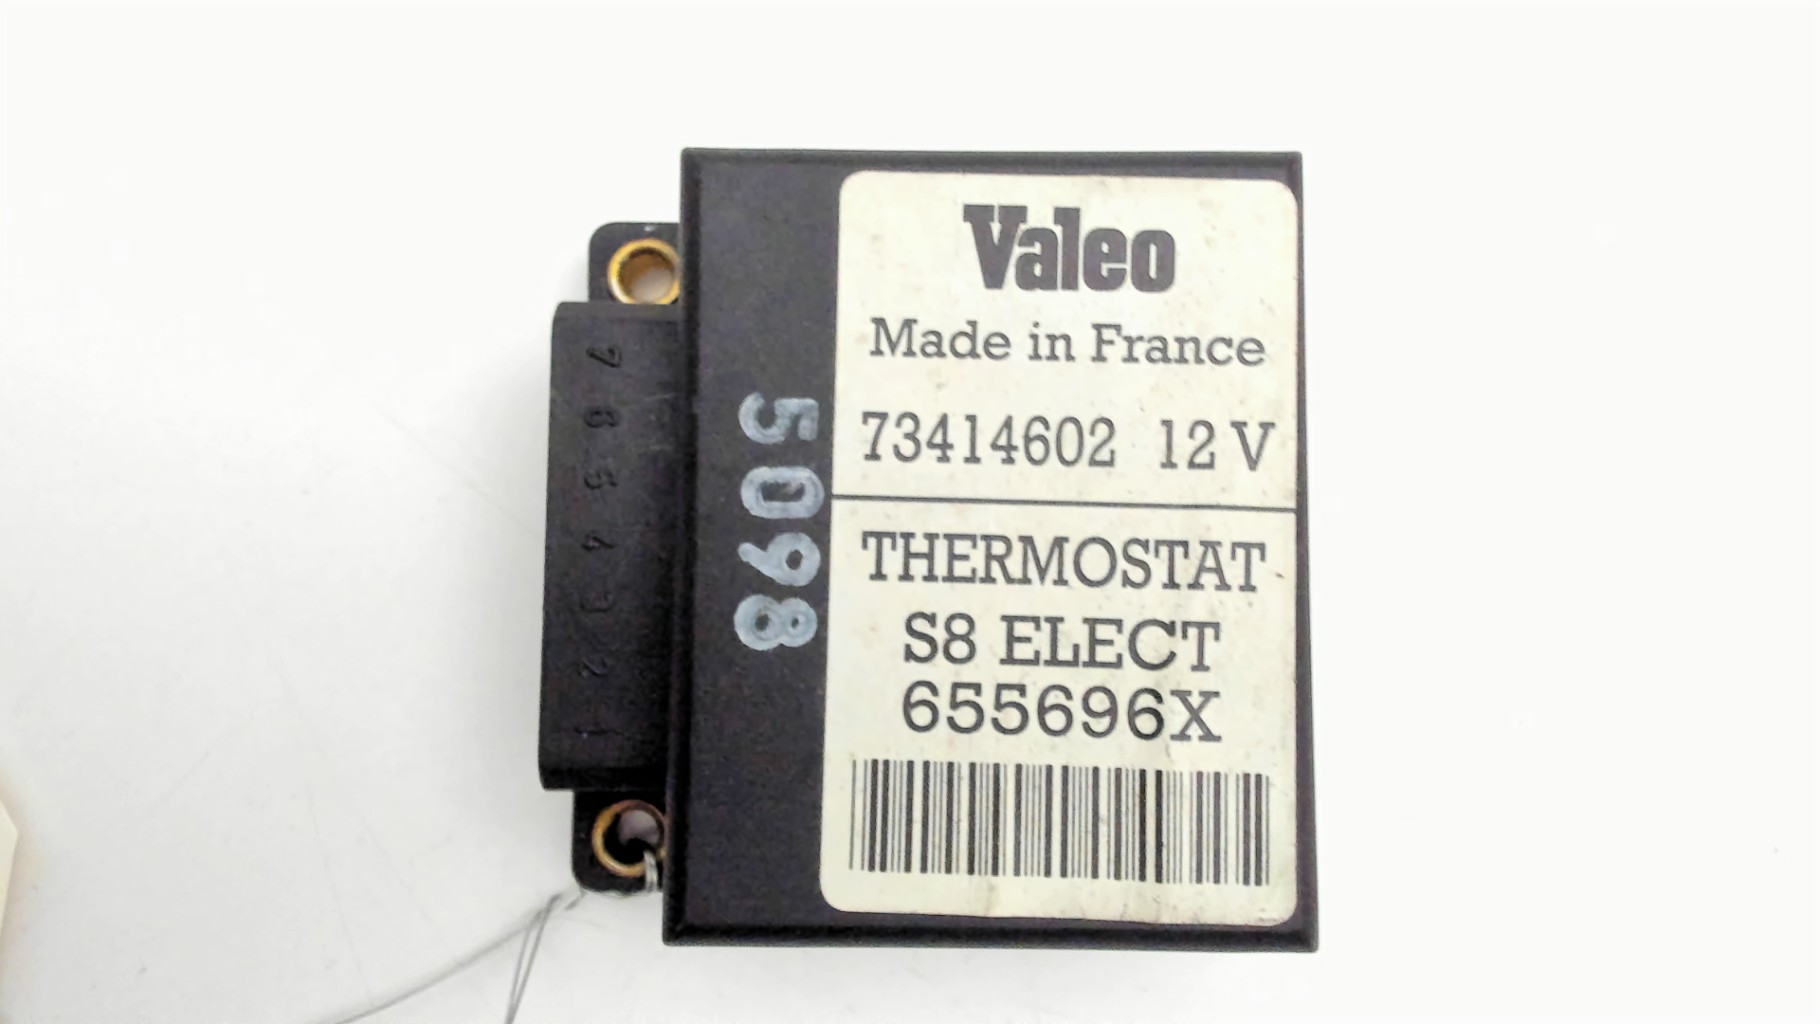 Valeo
Made in France
73414602 12 V
THERMOSTAT
S8 ELECT
655696X
5098
7 6 5 4 3 2 1